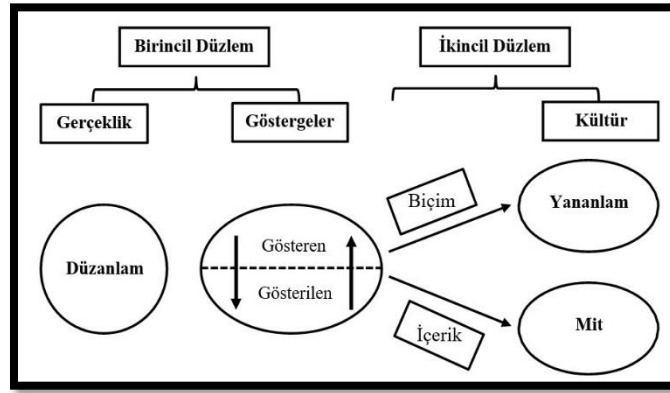 Birincil Düzlem
İkincil Düzlem
Gerçeklik
Göstergeler
Kültür
Düzanlam
Gösteren
Gösterilen
Biçim
İçerik
Yananlam
Mit